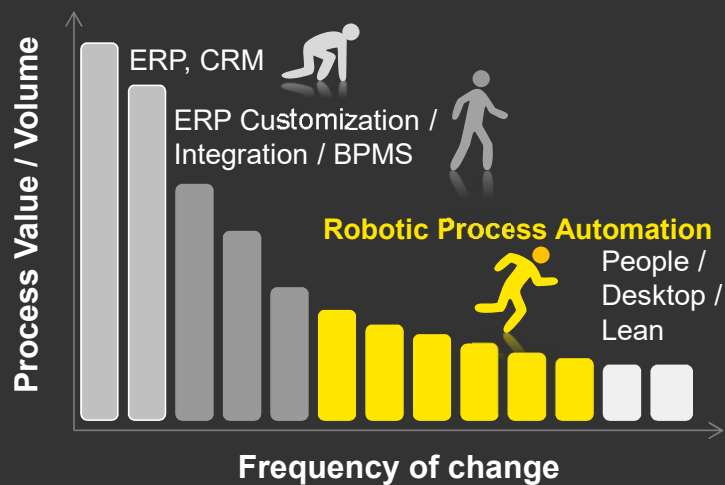 Process Value / Volume
ERP, CRM
ERP Customization /
Integration / BPMS
Robotic Process Automation
People /
Desktop /
Lean
Frequency of change